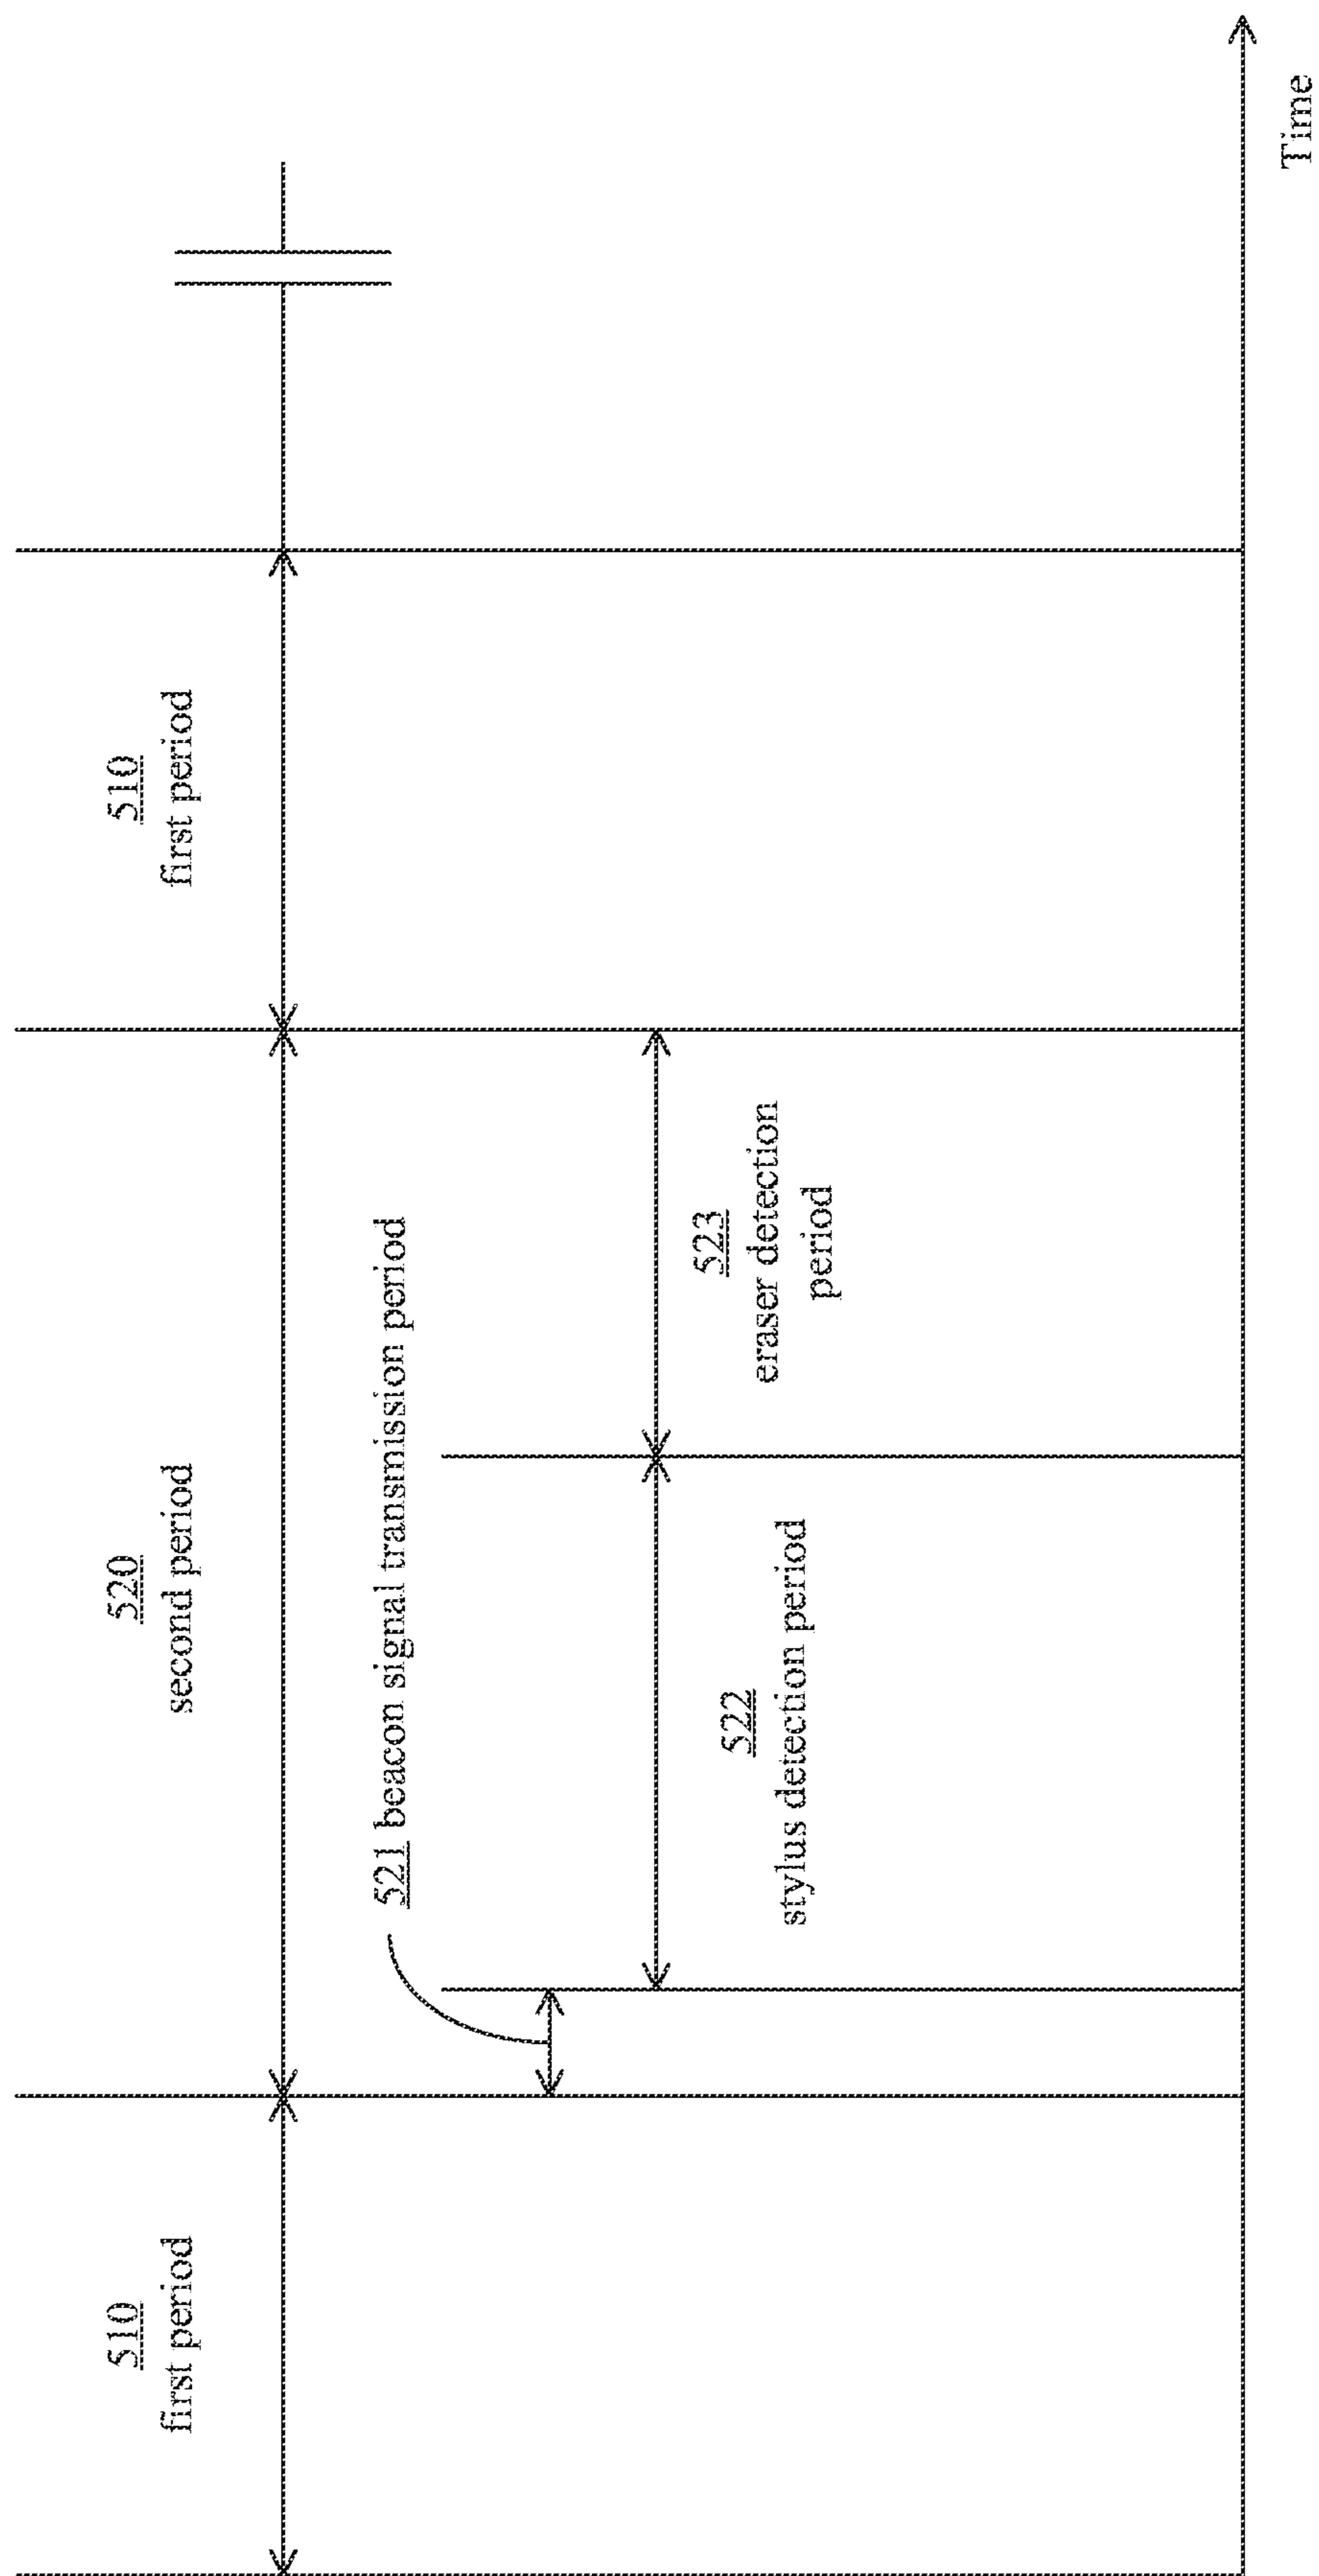 510
first period
520
second period
510
first period
521 beacon signal transmission period
522
stylus detection period
523
eraser detection
period
Time